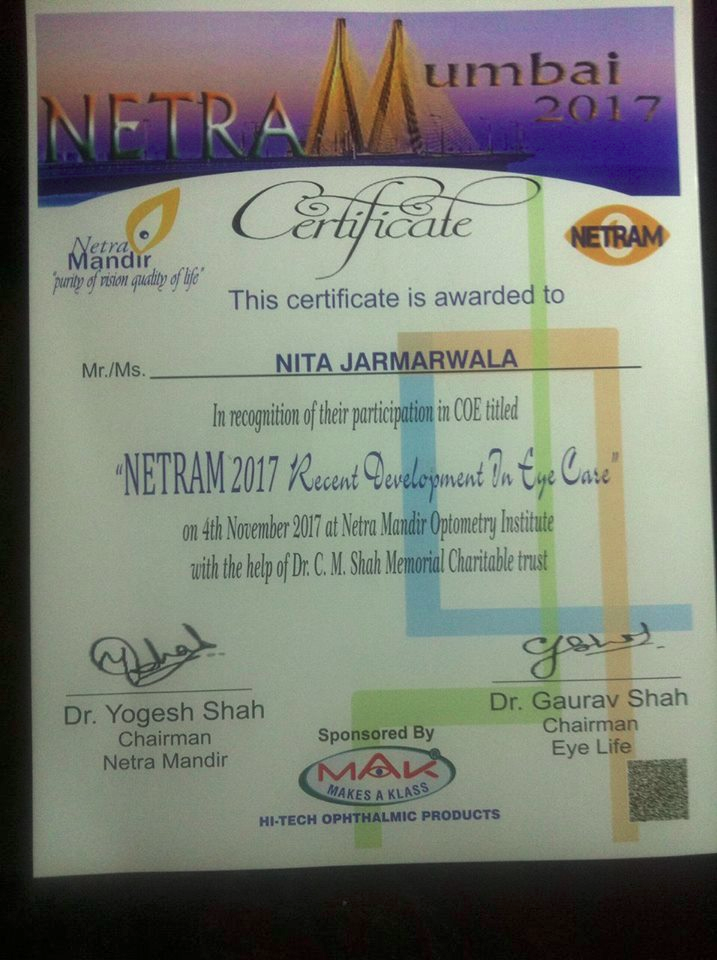 NETRAM umbai
2017
Certificate
Netra
Mandir
"purity of vision quality of life"
NETRAM
This certificate is awarded to
Mr./Ms. NITA JARMARWALA
In recognition of their participation in COE titled
"NETRAM 2017 Recent Development In Eye Care"
on 4th November 2017 at Netra Mandir Optometry Institute
with the help of Dr. C. M. Shah Memorial Charitable trust
Dr. Yogesh Shah
Chairman
Netra Mandir
Dr. Gaurav Shah
Chairman
Eye Life
Sponsored By
MAK®
MAKES A KLASS
HI-TECH OPHTHALMIC PRODUCTS